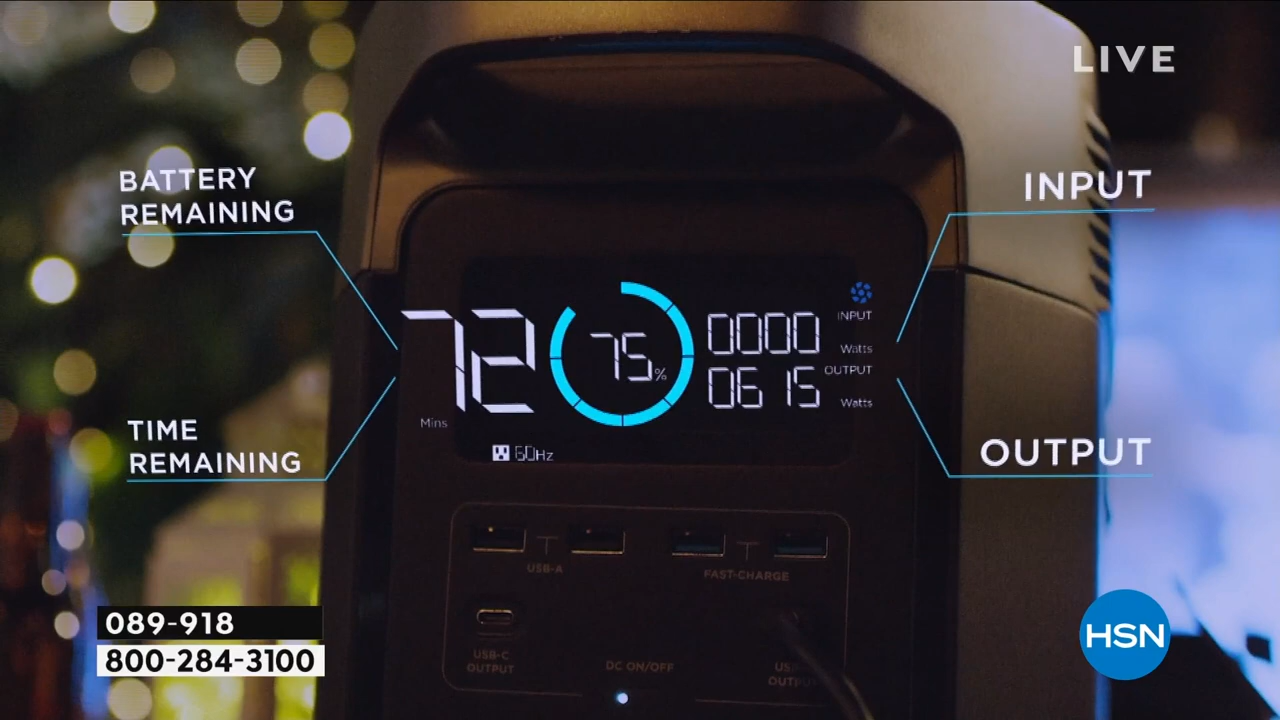 LIVE
BATTERY
REMAINING
INPUT
72
75%
0000
INPUT
Watts
0615
OUTPUT
Watts
Mins
60Hz
TIME
REMAINING
OUTPUT
USB-A
FAST-CHARGE
USB-C
OUTPUT
DC ON/OFF
OUTPUT
089-918
800-284-3100
HSN